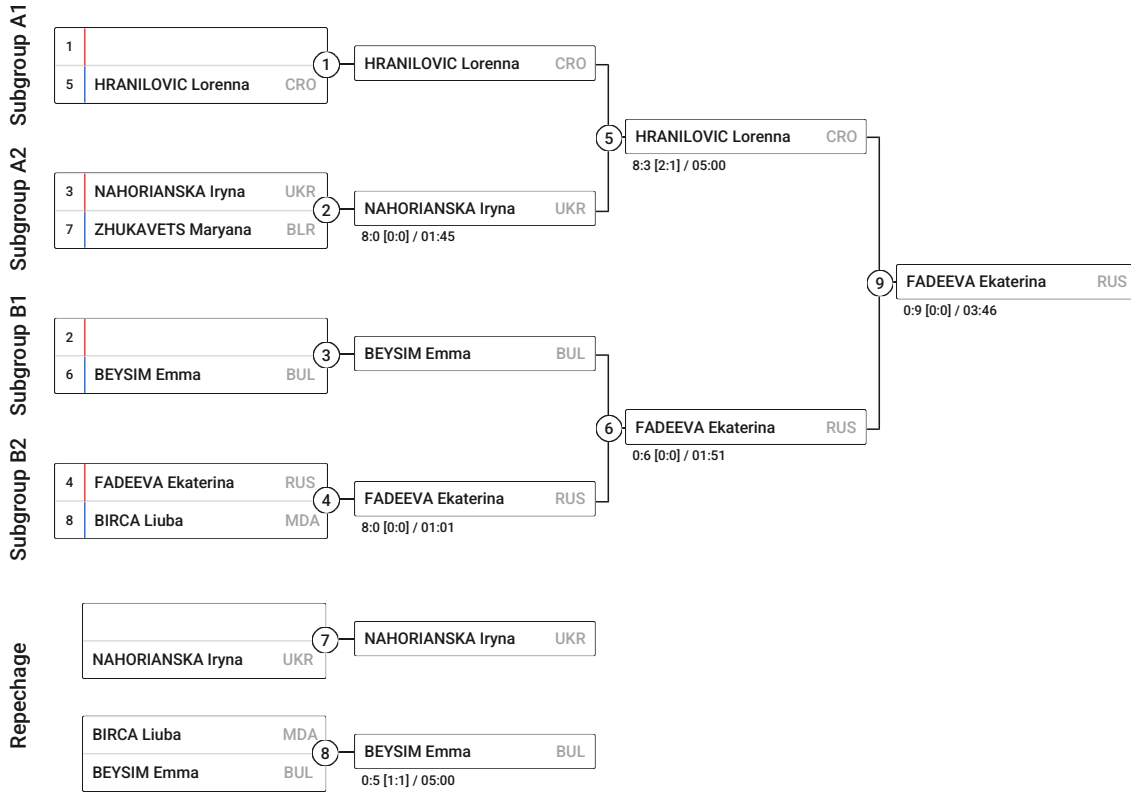 Subgroup A1
1
5 HRANILOVIC Lorenna CRO
1
HRANILOVIC Lorenna CRO
Subgroup A2
3 NAHORIANSKA Iryna UKR
7 ZHUKAVETS Maryana BLR
2
NAHORIANSKA Iryna UKR
8:0 [0:0] / 01:45
5
HRANILOVIC Lorenna CRO
8:3 [2:1] / 05:00
Subgroup B1
2
6 BEYSIM Emma BUL
3
BEYSIM Emma BUL
Subgroup B2
4 FADEEVA Ekaterina RUS
8 BIRCA Liuba MDA
4
FADEEVA Ekaterina RUS
8:0 [0:0] / 01:01
6
FADEEVA Ekaterina RUS
0:6 [0:0] / 01:51
9
FADEEVA Ekaterina RUS
0:9 [0:0] / 03:46
Repechage
NAHORIANSKA Iryna UKR
7
NAHORIANSKA Iryna UKR
BIRCA Liuba MDA
BEYSIM Emma BUL
8
BEYSIM Emma BUL
0:5 [1:1] / 05:00